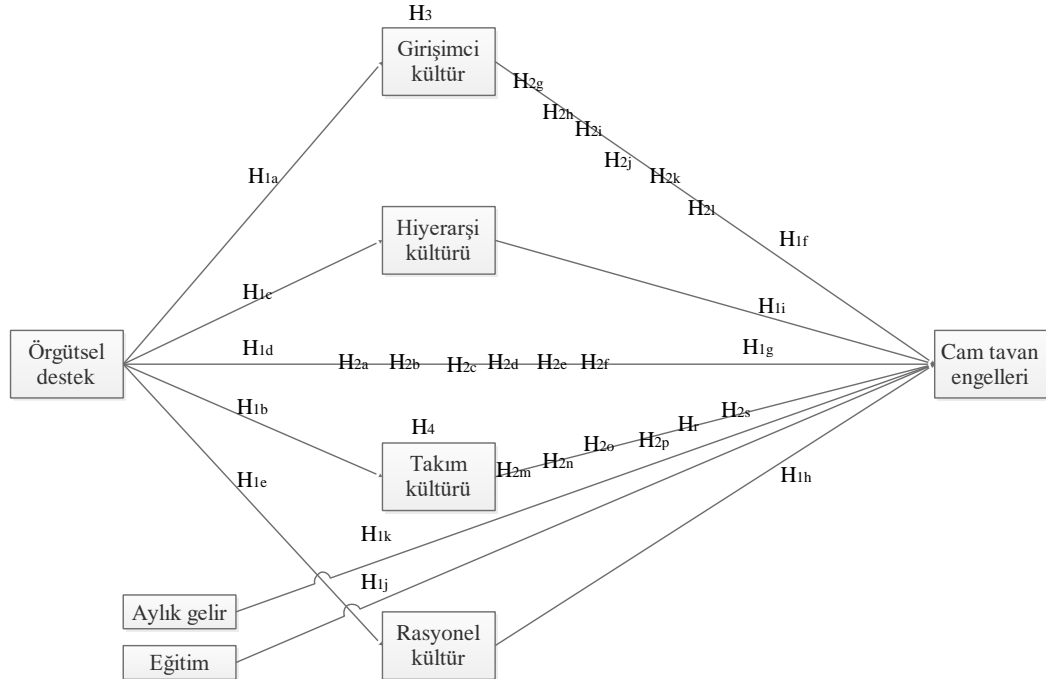 H3
Girişimci
kültür
H2g
H2h
H2i
H2j
H2k
H2l
H1a
H1f
Hiyerarşi
kültürü
H1c
H1i
Örgütsel
destek
H1d
H2a
H2b
H2c
H2d
H2e
H2f
H1g
Cam tavan
engelleri
H1b
H4
Takım
kültürü
H2m
H2n
H2o
H2p
Hr
H2s
H1e
H1h
H1k
H1j
Aylık gelir
Eğitim
Rasyonel
kültür